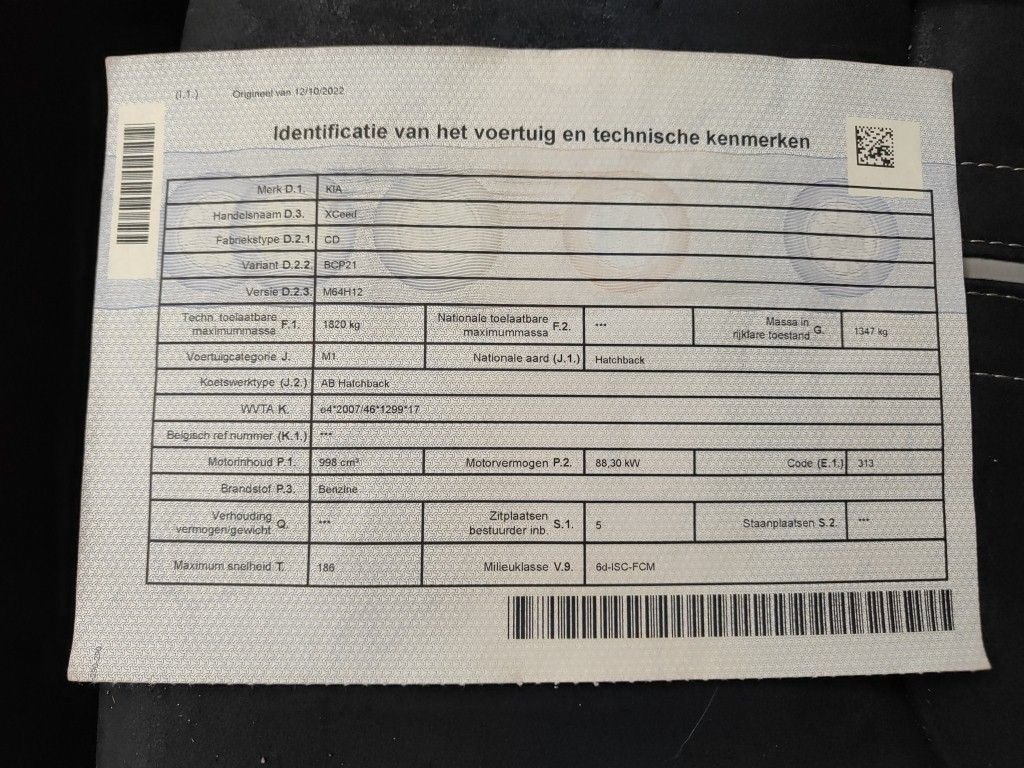 (I.1.) Origineel van 12/10/2022
Identificatie van het voertuig en technische kenmerken
Merk D.1. KIA
Handelsnaam D.3. XCeed
Fabriekstype D.2.1. CD
Variant D.2.2. BCP21
Versie D.2.3. M64H12
Techn. toelaatbare maximummassa F.1. 1820 kg Nationale toelaatbare maximummassa F.2. *** Massa in rijklare toestand G. 1347 kg
Voertuigcategorie J. M1 Nationale aard (J.1.) Hatchback
Koetswerktype (J.2.) AB Hatchback
WVTA K. e4*2007/46*1299*17
Belgisch ref.nummer (K.1.) ***
Motorinhoud P.1. 998 cm³ Motorvermogen P.2. 88,30 kW Code (E.1.) 313
Brandstof P.3. Benzine
Verhouding vermogen/gewicht Q. *** Zitplaatsen bestuurder inb. S.1. 5 Staanplaatsen S.2. ***
Maximum snelheid T. 186 Milieuklasse V.9. 6d-ISC-FCM